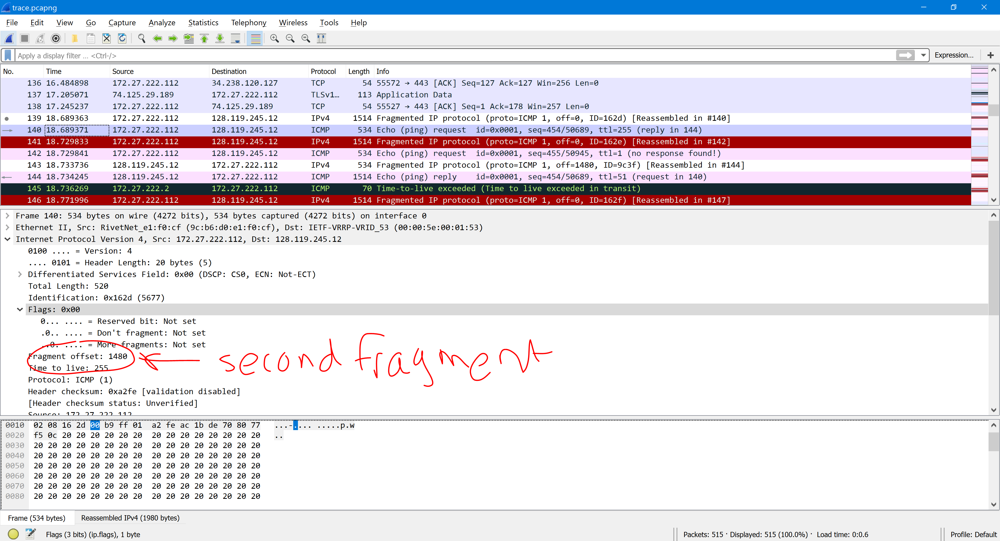 trace.pcapng
File Edit View Go Capture Analyze Statistics Telephony Wireless Tools Help
Apply a display filter ... <Ctrl-/> Expression... +
No. Time Source Destination Protocol Length Info
136 16.484898 172.27.222.112 34.238.120.127 TCP 54 55572 → 443 [ACK] Seq=127 Ack=127 Win=256 Len=0
137 17.205071 74.125.29.189 172.27.222.112 TLSv1… 113 Application Data
138 17.245237 172.27.222.112 74.125.29.189 TCP 54 55527 → 443 [ACK] Seq=1 Ack=178 Win=257 Len=0
139 18.689363 172.27.222.112 128.119.245.12 IPv4 1514 Fragmented IP protocol (proto=ICMP 1, off=0, ID=162d) [Reassembled in #140]
140 18.689371 172.27.222.112 128.119.245.12 ICMP 534 Echo (ping) request id=0x0001, seq=454/50689, ttl=255 (reply in 144)
141 18.729833 172.27.222.112 128.119.245.12 IPv4 1514 Fragmented IP protocol (proto=ICMP 1, off=0, ID=162e) [Reassembled in #142]
142 18.729841 172.27.222.112 128.119.245.12 ICMP 534 Echo (ping) request id=0x0001, seq=455/50945, ttl=1 (no response found!)
143 18.733736 128.119.245.12 172.27.222.112 IPv4 534 Fragmented IP protocol (proto=ICMP 1, off=1480, ID=9c3f) [Reassembled in #144]
144 18.734245 128.119.245.12 172.27.222.112 ICMP 1514 Echo (ping) reply id=0x0001, seq=454/50689, ttl=51 (request in 140)
145 18.736269 172.27.222.2 172.27.222.112 ICMP 70 Time-to-live exceeded (Time to live exceeded in transit)
146 18.771996 172.27.222.112 128.119.245.12 IPv4 1514 Fragmented IP protocol (proto=ICMP 1, off=0, ID=162f) [Reassembled in #147]
Frame 140: 534 bytes on wire (4272 bits), 534 bytes captured (4272 bits) on interface 0
Ethernet II, Src: RivetNet_e1:f0:cf (9c:b6:d0:e1:f0:cf), Dst: IETF-VRRP-VRID_53 (00:00:5e:00:01:53)
Internet Protocol Version 4, Src: 172.27.222.112, Dst: 128.119.245.12
0100 .... = Version: 4
.... 0101 = Header Length: 20 bytes (5)
Differentiated Services Field: 0x00 (DSCP: CS0, ECN: Not-ECT)
Total Length: 520
Identification: 0x162d (5677)
Flags: 0x00
0... .... = Reserved bit: Not set
.0.. .... = Don't fragment: Not set
..0. .... = More fragments: Not set
Fragment offset: 1480
second fragment
Time to live: 255
Protocol: ICMP (1)
Header checksum: 0xa2fe [validation disabled]
[Header checksum status: Unverified]
Source: 172.27.222.112
0010 02 08 16 2d 00 b9 ff 01 a2 fe ac 1b de 70 80 77 ...-.... .....p.w
0020 f5 0c 20 20 20 20 20 20 20 20 20 20 20 20 20 20 ..
0030 20 20 20 20 20 20 20 20 20 20 20 20 20 20 20 20
0040 20 20 20 20 20 20 20 20 20 20 20 20 20 20 20 20
0050 20 20 20 20 20 20 20 20 20 20 20 20 20 20 20 20
0060 20 20 20 20 20 20 20 20 20 20 20 20 20 20 20 20
0070 20 20 20 20 20 20 20 20 20 20 20 20 20 20 20 20
0080 20 20 20 20 20 20 20 20 20 20 20 20 20 20 20 20
Frame (534 bytes) Reassembled IPv4 (1980 bytes)
Flags (3 bits) (ip.flags), 1 byte Packets: 515 · Displayed: 515 (100.0%) · Load time: 0:0.6 Profile: Default